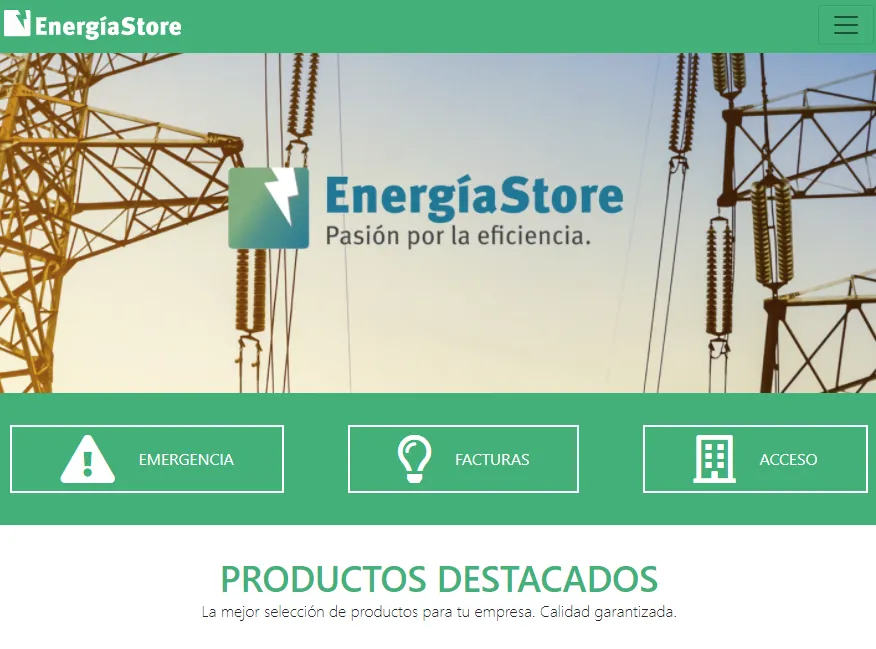 EnergíaStore
EnergíaStore
Pasión por la eficiencia.
EMERGENCIA
FACTURAS
ACCESO
PRODUCTOS DESTACADOS
La mejor selección de productos para tu empresa. Calidad garantizada.